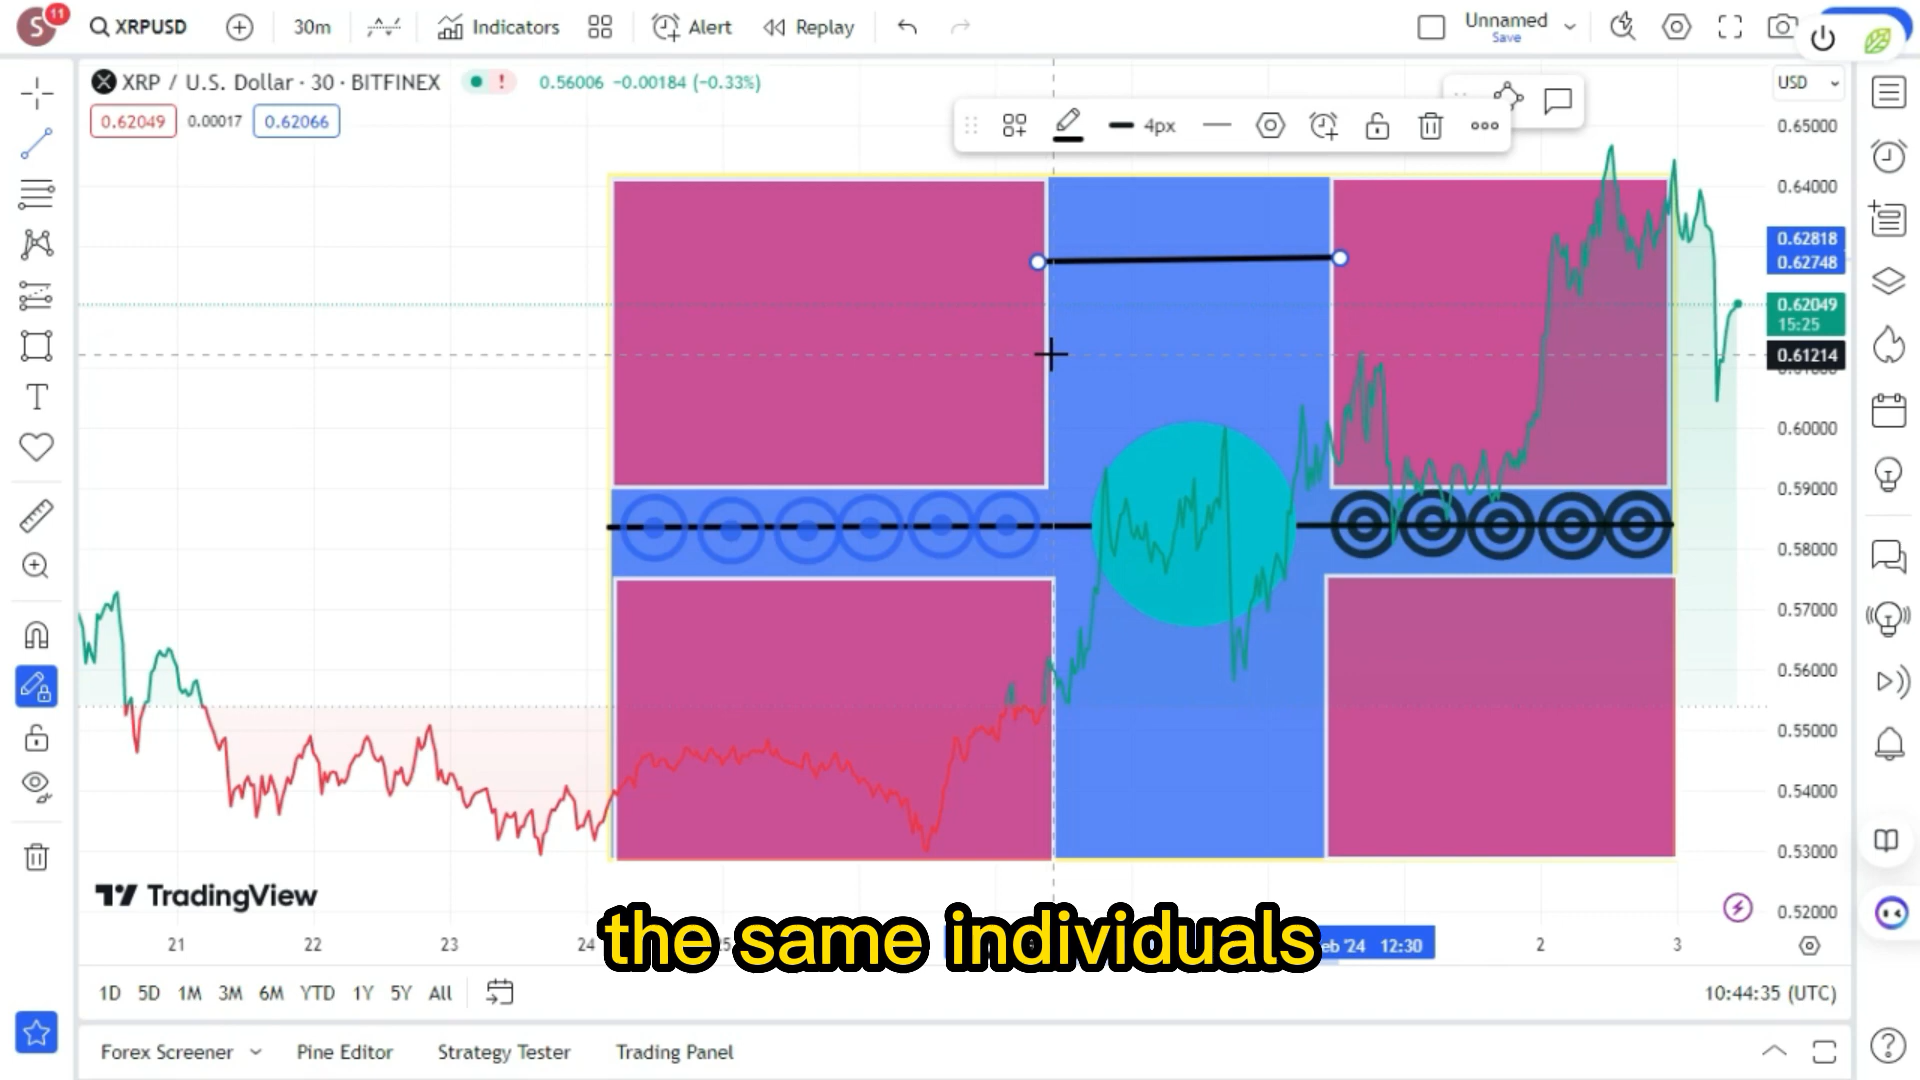 S
11
XRPUSD
30m
Indicators
Alert
Replay
Unnamed
Save
XRP / U.S. Dollar · 30 · BITFINEX
!
0.56006 −0.00184 (−0.33%)
USD
0.62049
0.00017
0.62066
4px
0.65000
0.64000
0.62818
0.62748
0.62049
15:25
0.61214
0.60000
0.59000
0.58000
0.57000
0.56000
0.55000
0.54000
0.53000
0.52000
TradingView
the same individuals
21
22
23
24
eb '24 12:30
2
3
1D
5D
1M
3M
6M
YTD
1Y
5Y
All
10:44:35 (UTC)
Forex Screener
Pine Editor
Strategy Tester
Trading Panel